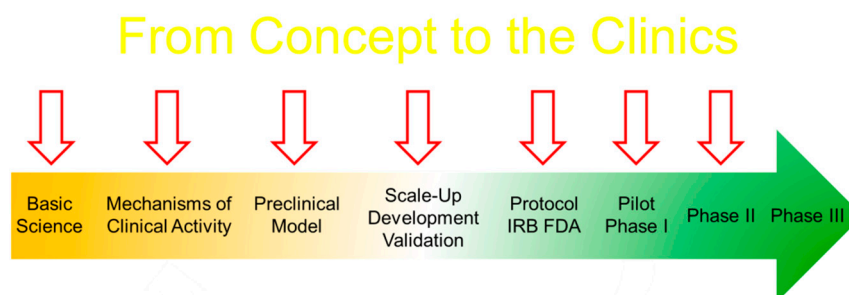 From Concept to the Clinics
Basic
Science
Mechanisms of
Clinical Activity
Preclinical
Model
Scale-Up
Development
Validation
Protocol
IRB FDA
Pilot
Phase I
Phase II
Phase III